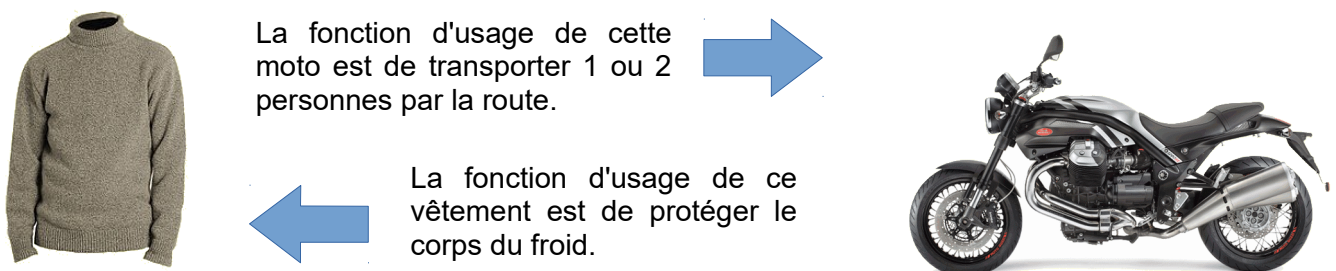 La fonction d'usage de cette
moto est de transporter 1 ou 2
personnes par la route.
La fonction d'usage de ce
vêtement est de protéger le
corps du froid.